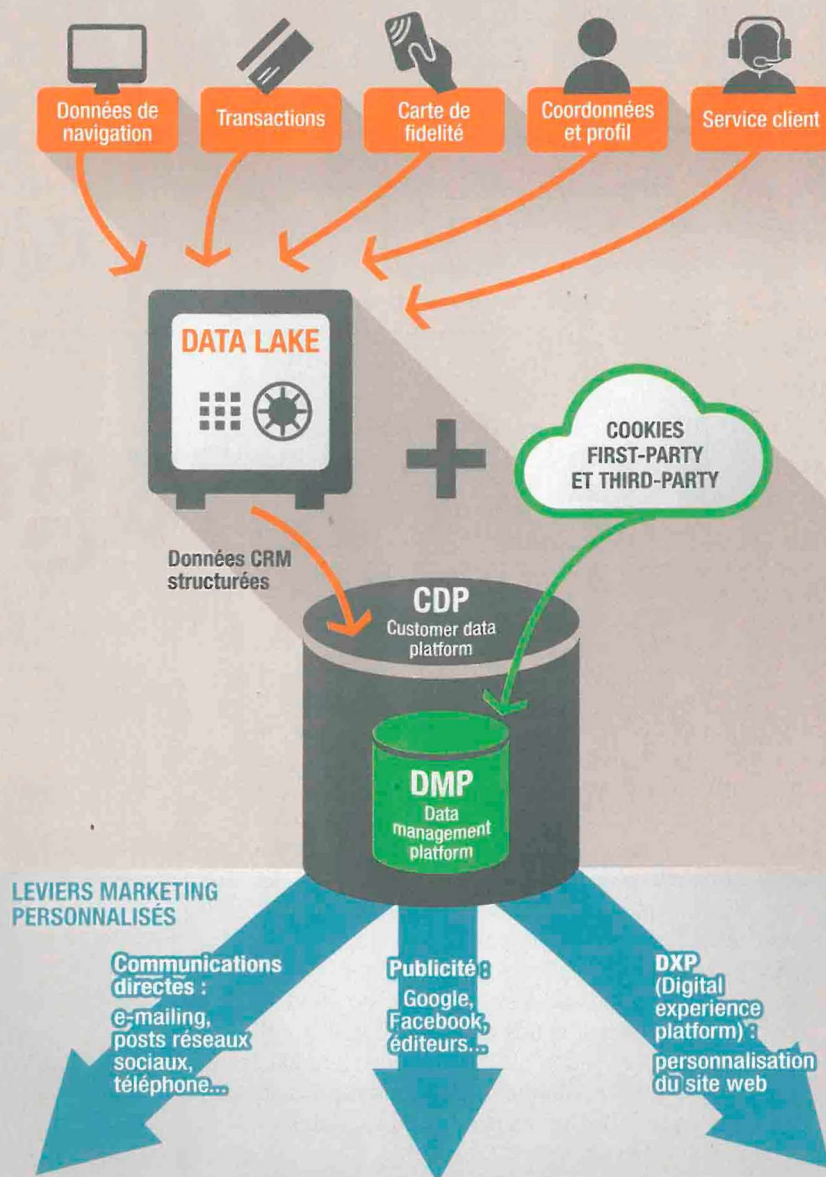 Données de
navigation
Transactions
Carte de
fidelité
Coordonnées
et profil
Service client
DATA LAKE
COOKIES
FIRST-PARTY
ET THIRD-PARTY
Données CRM
structurées
CDP
Customer data
platform
DMP
Data
management
platform
LEVIERS MARKETING
PERSONNALISÉS
Communications
directes :
e-mailing,
posts réseaux
sociaux,
téléphone...
Publicité :
Google,
Facebook,
éditeurs...
DXP
(Digital
experience
platform) :
personnalisation
du site web